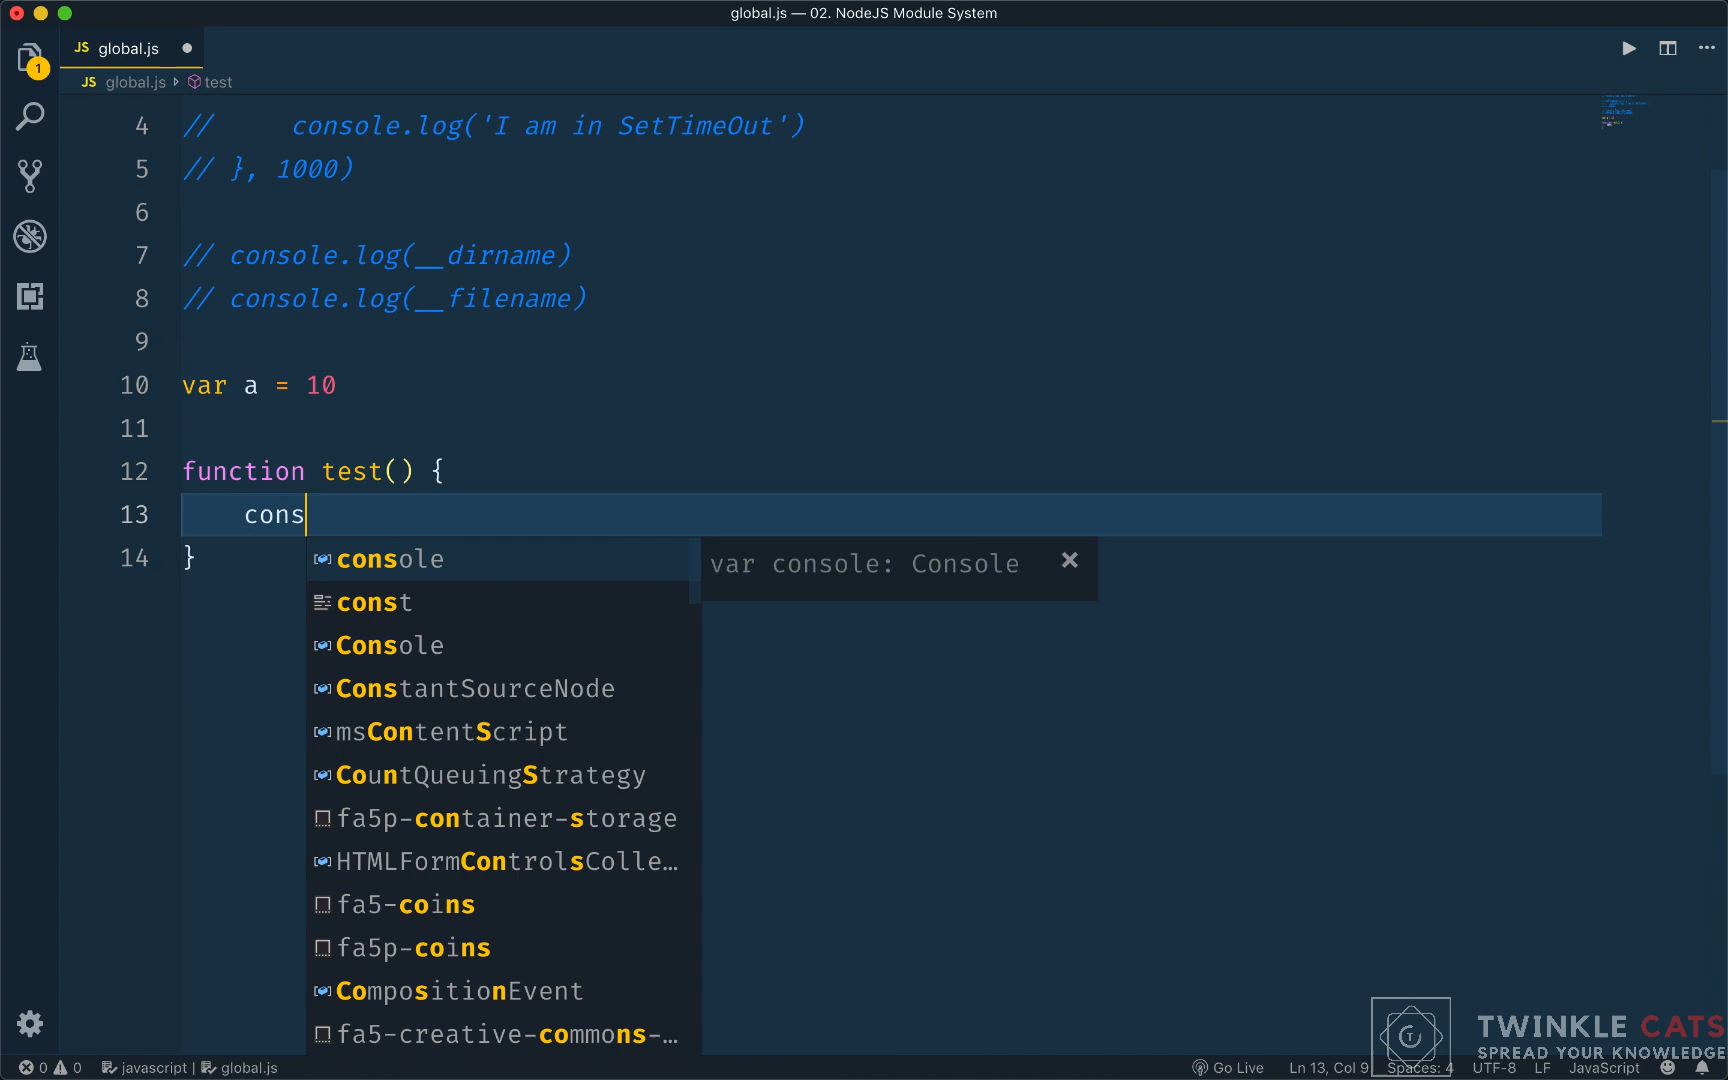 global.js — 02. NodeJS Module System
JS global.js
1
JS global.js test
4 //     console.log('I am in SetTimeOut')
5 // }, 1000)
6
7 // console.log(__dirname)
8 // console.log(__filename)
9
10 var a = 10
11
12 function test() {
13     cons
14 }
console
var console: Console
const
Console
ConstantSourceNode
msContentScript
CountQueuingStrategy
fa5p-container-storage
HTMLFormControlsColle…
fa5-coins
fa5p-coins
CompositionEvent
fa5-creative-commons-…
TWINKLE CATS
SPREAD YOUR KNOWLEDGE
0 0 javascript | global.js Go Live Ln 13, Col 9 Spaces: 4 UTF-8 LF JavaScript